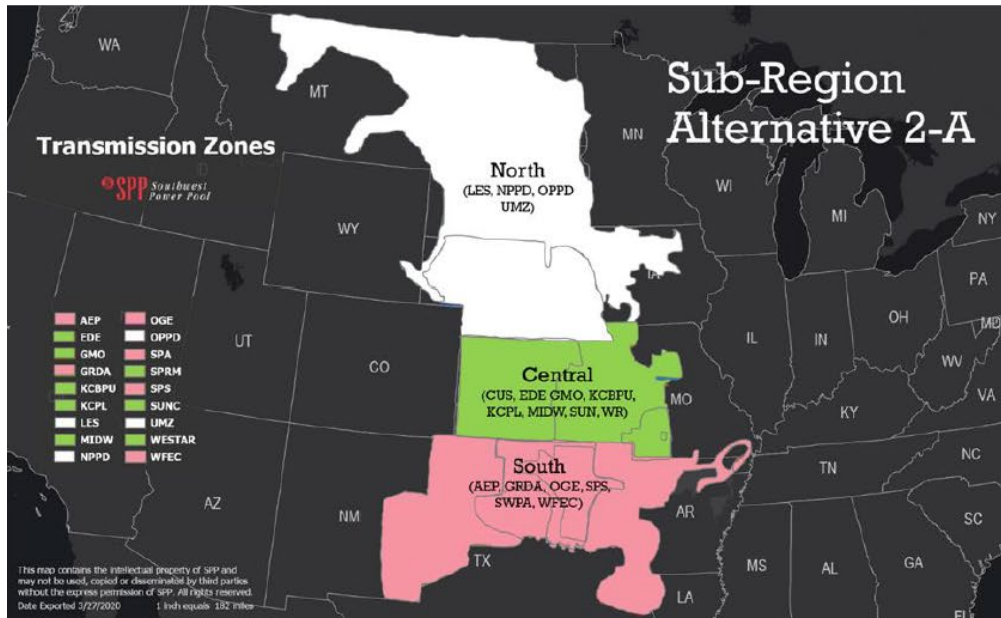 Sub-Region
Alternative 2-A
Transmission Zones
SPP Southwest
Power Pool
North
(LES, NPPD, OPPD
UMZ)
Central
(CUS, EDE GMO, KCBPU,
KCPL, MIDW, SUN, WR)
South
(AEP, GRDA, OGE, SPS,
SWPA, WFEC)
AEP OGE
EDE OPPD
GMO SPA
GRDA SPRM
KCBPU SPS
KCPL SUNC
LES UMZ
MIDW WESTAR
NPPD WFEC
WA
MT
MN
WI
MI
NY
WY
IA
PA
UT
CO
IL
IN
OH
MD
WV
VA
MO
KY
AZ
NM
TN
NC
AR
SC
TX
MS
AL
GA
LA
FL
This map contains the intellectual property of SPP and
may not be used, copied or disseminated by third parties
without the express permission of SPP. All rights reserved.
Date Exported 3/27/2020 1 inch equals 182 miles